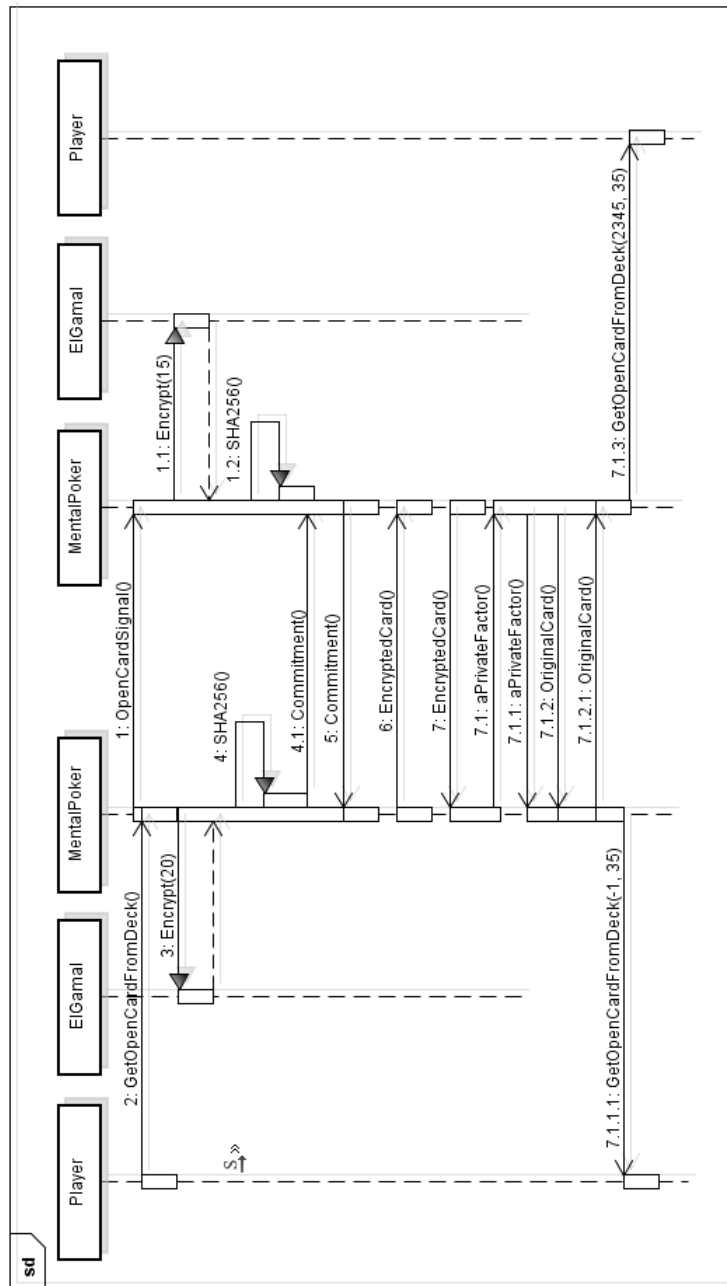 sd
Player
ElGamal
MentalPoker
MentalPoker
ElGamal
Player
1: OpenCardSignal()
2: GetOpenCardFromDeck()
1.1: Encrypt(15)
3: Encrypt(20)
1.2: SHA256()
4: SHA256()
4.1: Commitment()
5: Commitment()
6: EncryptedCard()
7: EncryptedCard()
7.1: aPrivateFactor()
7.1.1: aPrivateFactor()
7.1.2: OriginalCard()
7.1.2.1: OriginalCard()
7.1.1.1: GetOpenCardFromDeck(-1, 35)
7.1.3: GetOpenCardFromDeck(2345, 35)